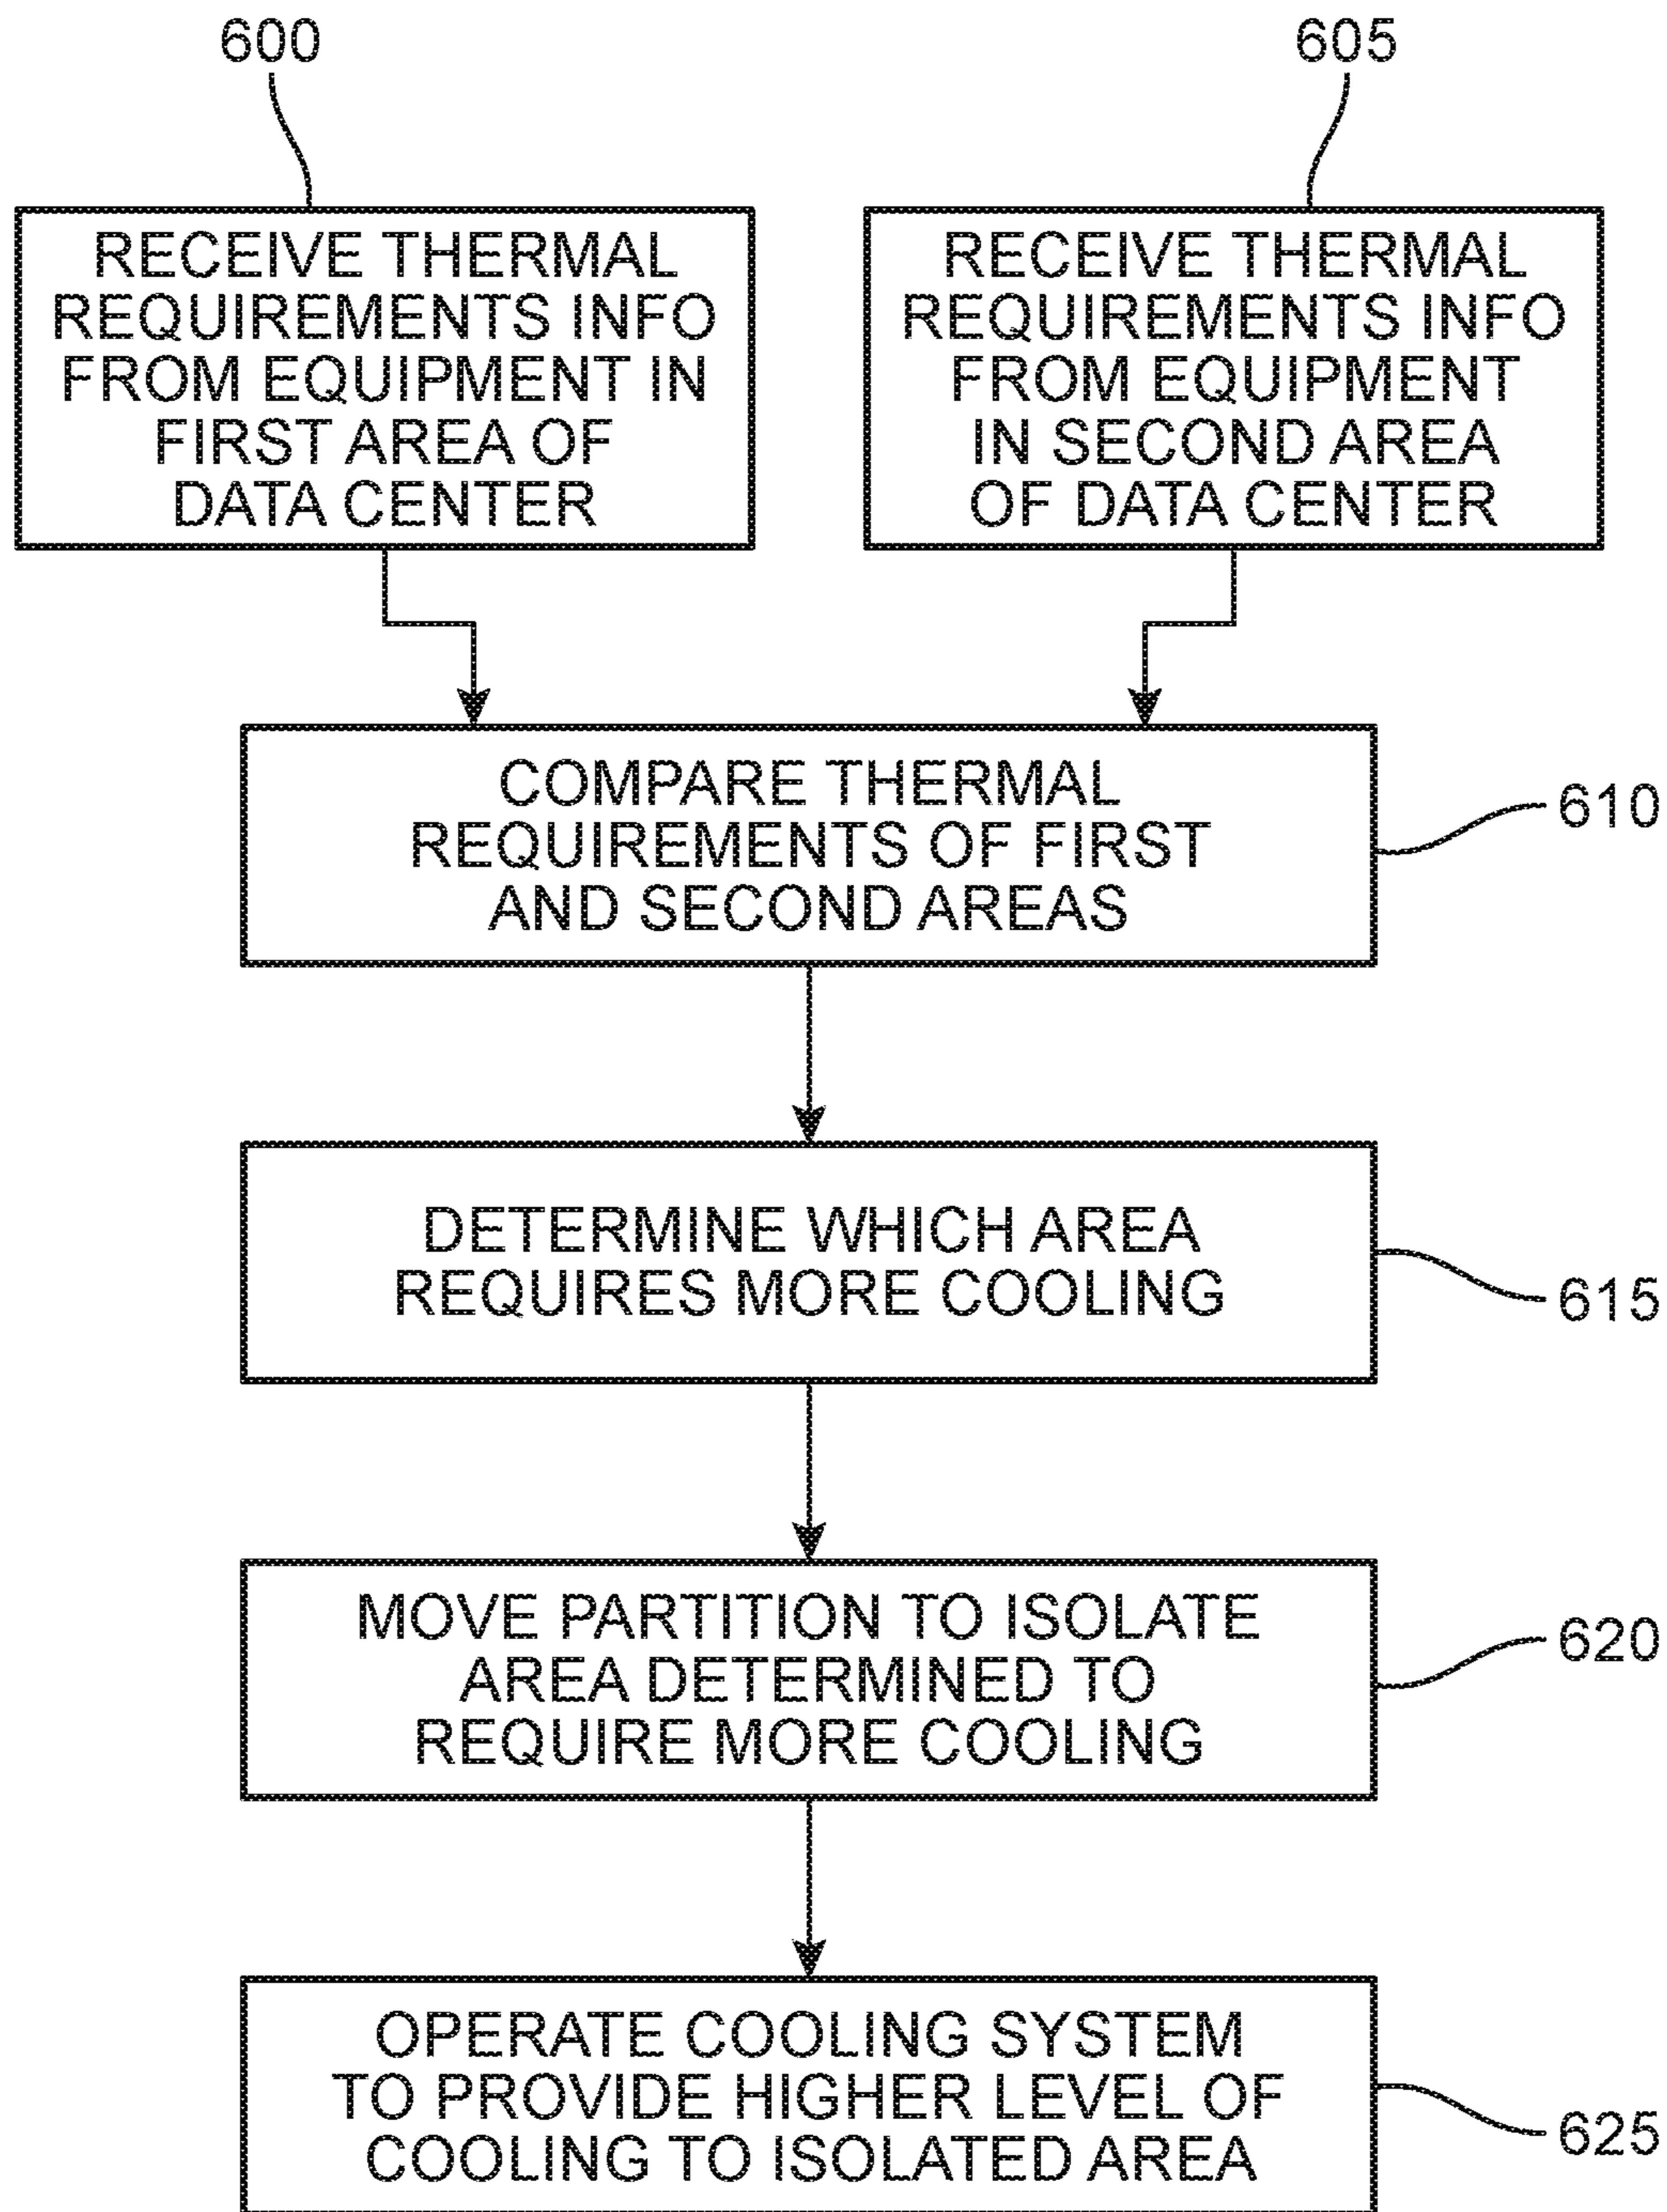 600
605
RECEIVE THERMAL
REQUIREMENTS INFO
FROM EQUIPMENT IN
FIRST AREA OF
DATA CENTER
RECEIVE THERMAL
REQUIREMENTS INFO
FROM EQUIPMENT
IN SECOND AREA
OF DATA CENTER
COMPARE THERMAL
REQUIREMENTS OF FIRST
AND SECOND AREAS
610
DETERMINE WHICH AREA
REQUIRES MORE COOLING
615
MOVE PARTITION TO ISOLATE
AREA DETERMINED TO
REQUIRE MORE COOLING
620
OPERATE COOLING SYSTEM
TO PROVIDE HIGHER LEVEL OF
COOLING TO ISOLATED AREA
625